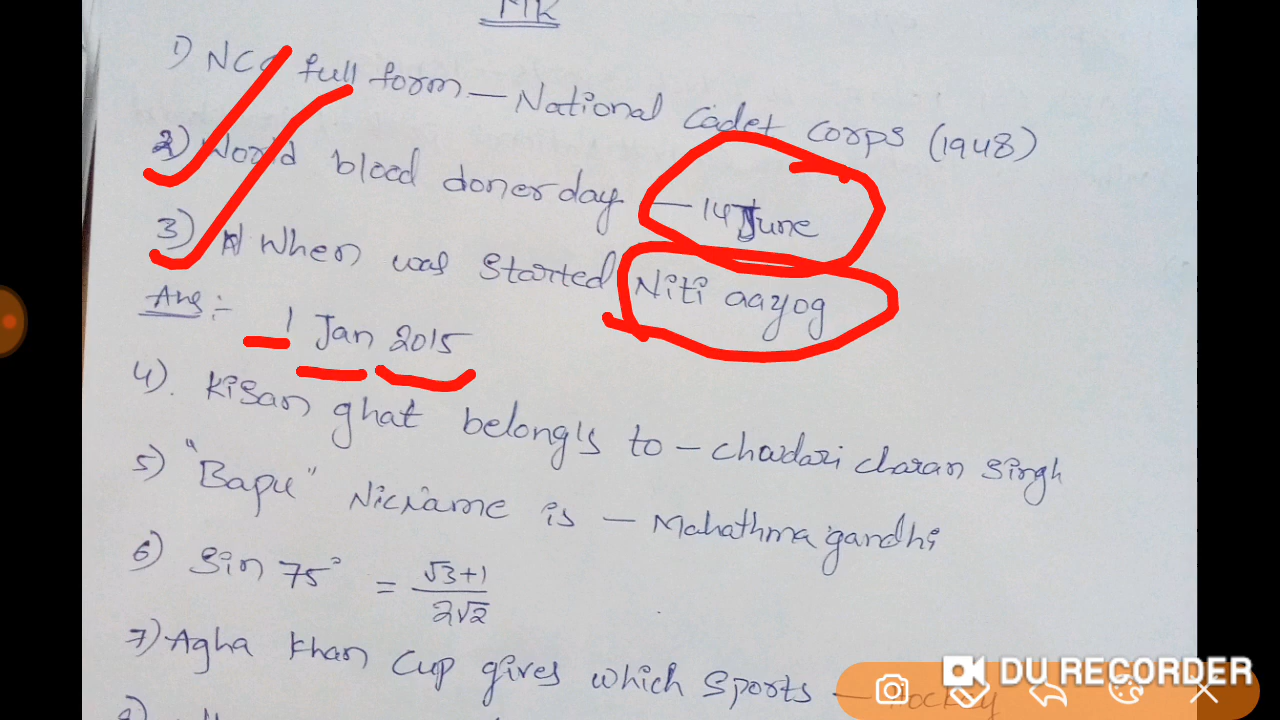 1) NCC full form — National Cadet Corps (1948)
2) World blood doner day — 14 June
3) When was started Niti aayog
Ans:- 1 Jan 2015
4). Kisan ghat belong's to — chowdari charan singh
5) "Bapu" Nicname is — Mahathma gandhi
6) Sin 75° = √3+1 / 2√2
7) Agha Khan Cup gives which sports — Hockey
DU RECORDER